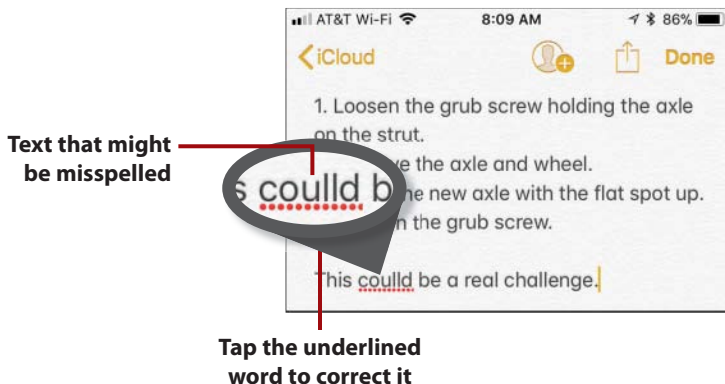 AT&T Wi-Fi 8:09 AM 86%
iCloud Done
1. Loosen the grub screw holding the axle
on the strut.
ve the axle and wheel.
he new axle with the flat spot up.
n the grub screw.
This coulld be a real challenge.
Text that might
be misspelled
s coulld b
Tap the underlined
word to correct it